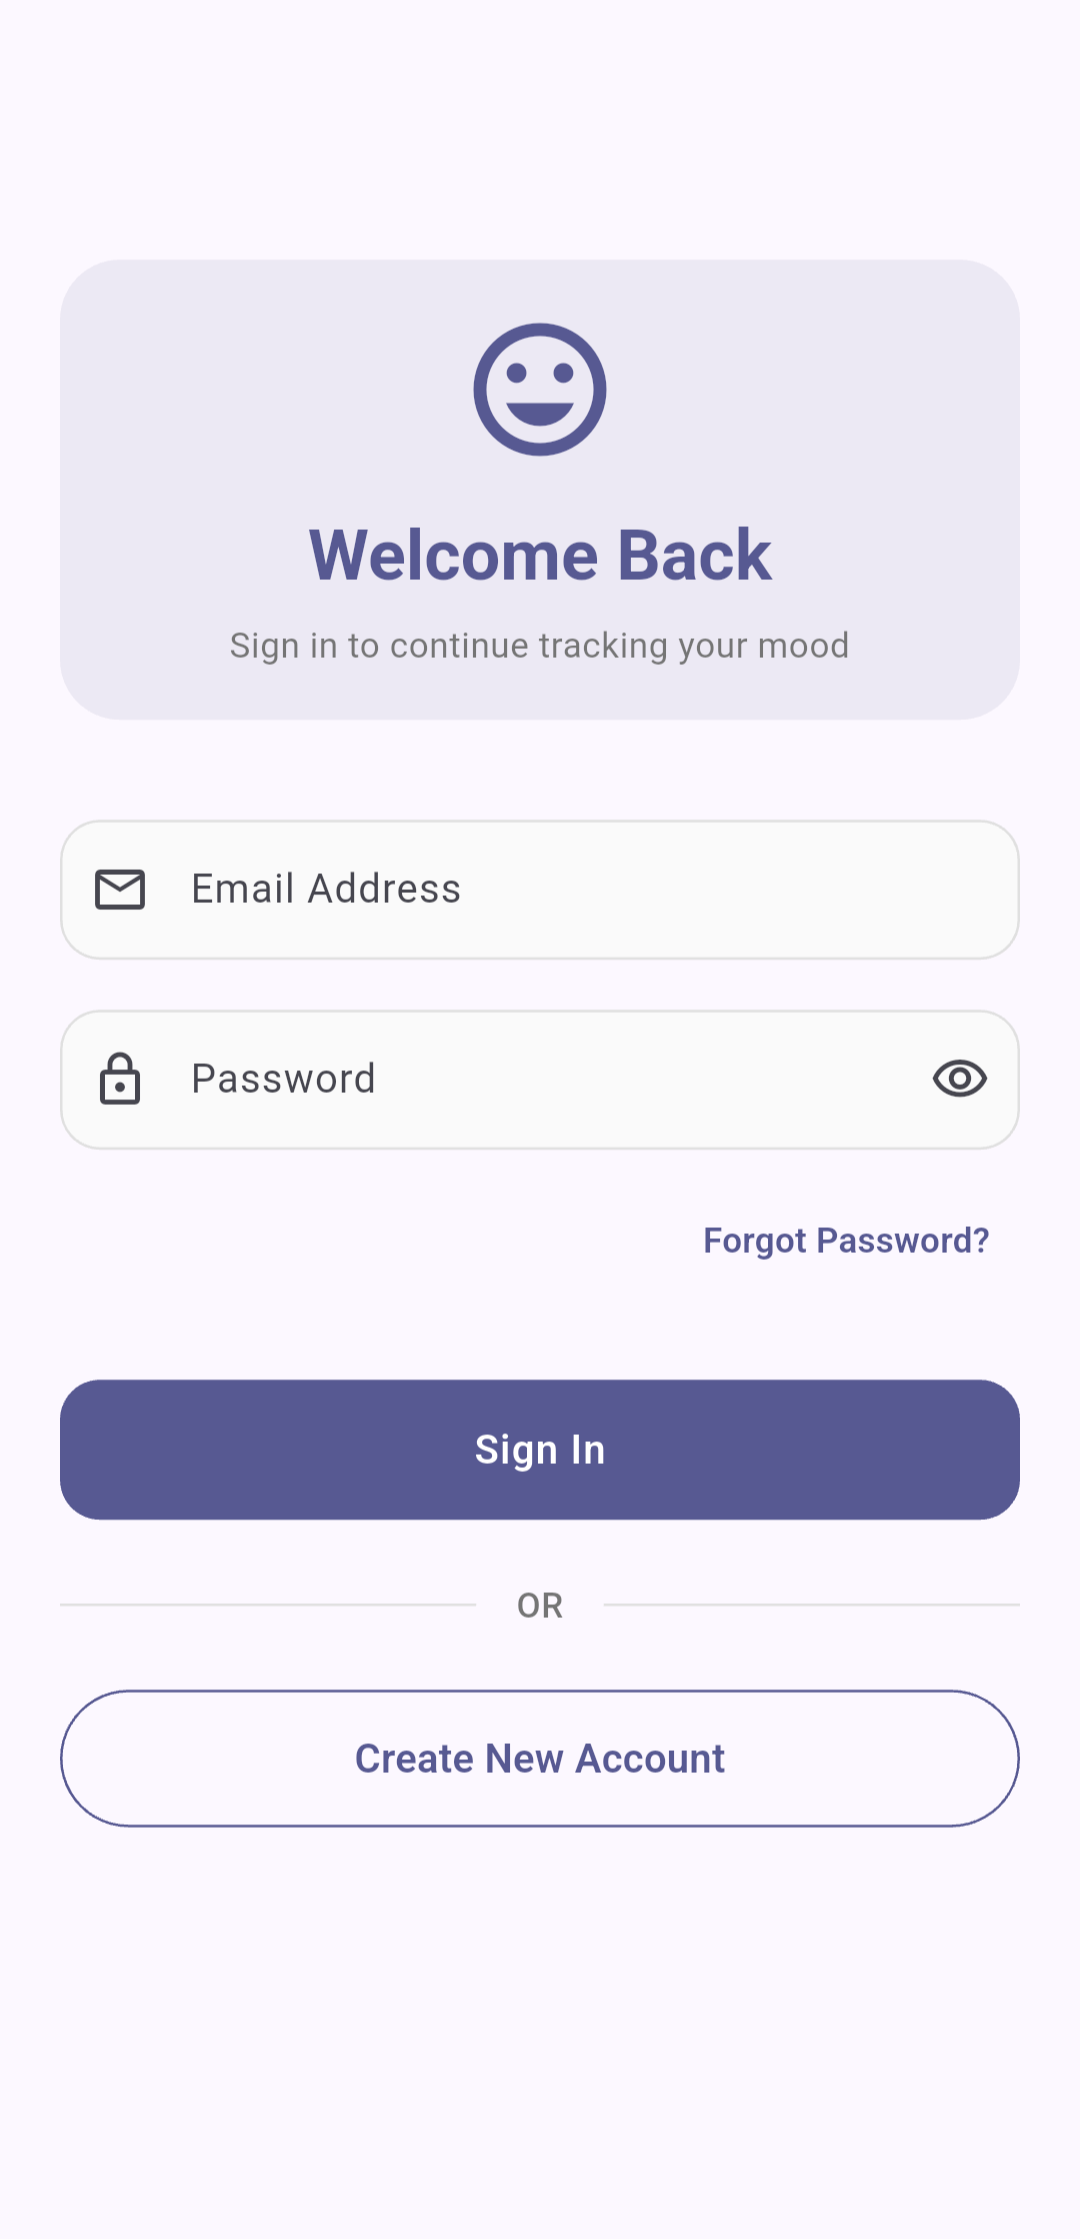 Welcome Back
Sign in to continue tracking your mood
Email Address
Password
Forgot Password?
Sign In
OR
Create New Account